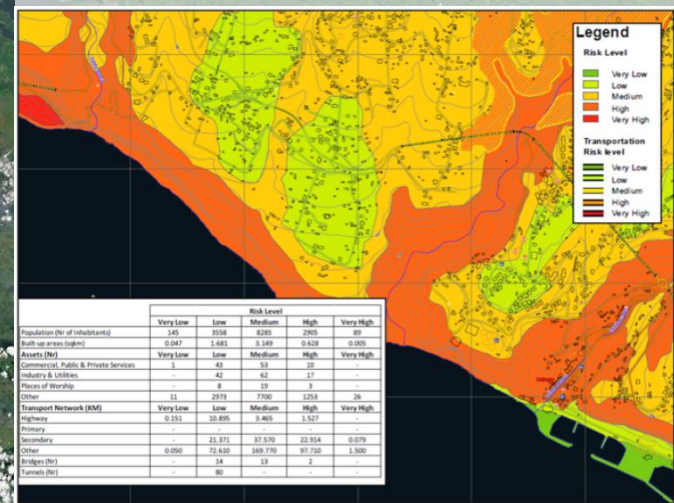 Legend
Risk Level
Very Low
Low
Medium
High
Very High
Transportation
Risk level
Very Low
Low
Medium
High
Very High
Risk Level
Very Low Low Medium High Very High
Population (Nr of Inhabitants) 145 3558 8285 2905 89
Built-up areas (sqkm) 0.047 1.681 3.149 0.628 0.005
Assets (Nr) Very Low Low Medium High Very High
Commercial, Public & Private Services 1 43 53 10 -
Industry & Utilities - 42 62 17 -
Places of Worship - 8 19 3 -
Other 11 2973 7700 1253 26
Transport Network (KM) Very Low Low Medium High Very High
Highway 0.151 10.895 3.465 1.527 -
Primary - - - - -
Secondary - 21.371 37.570 22.914 0.079
Other 0.050 72.610 169.770 97.710 1.500
Bridges (Nr) - 14 13 2 -
Tunnels (Nr) - 80 - - -